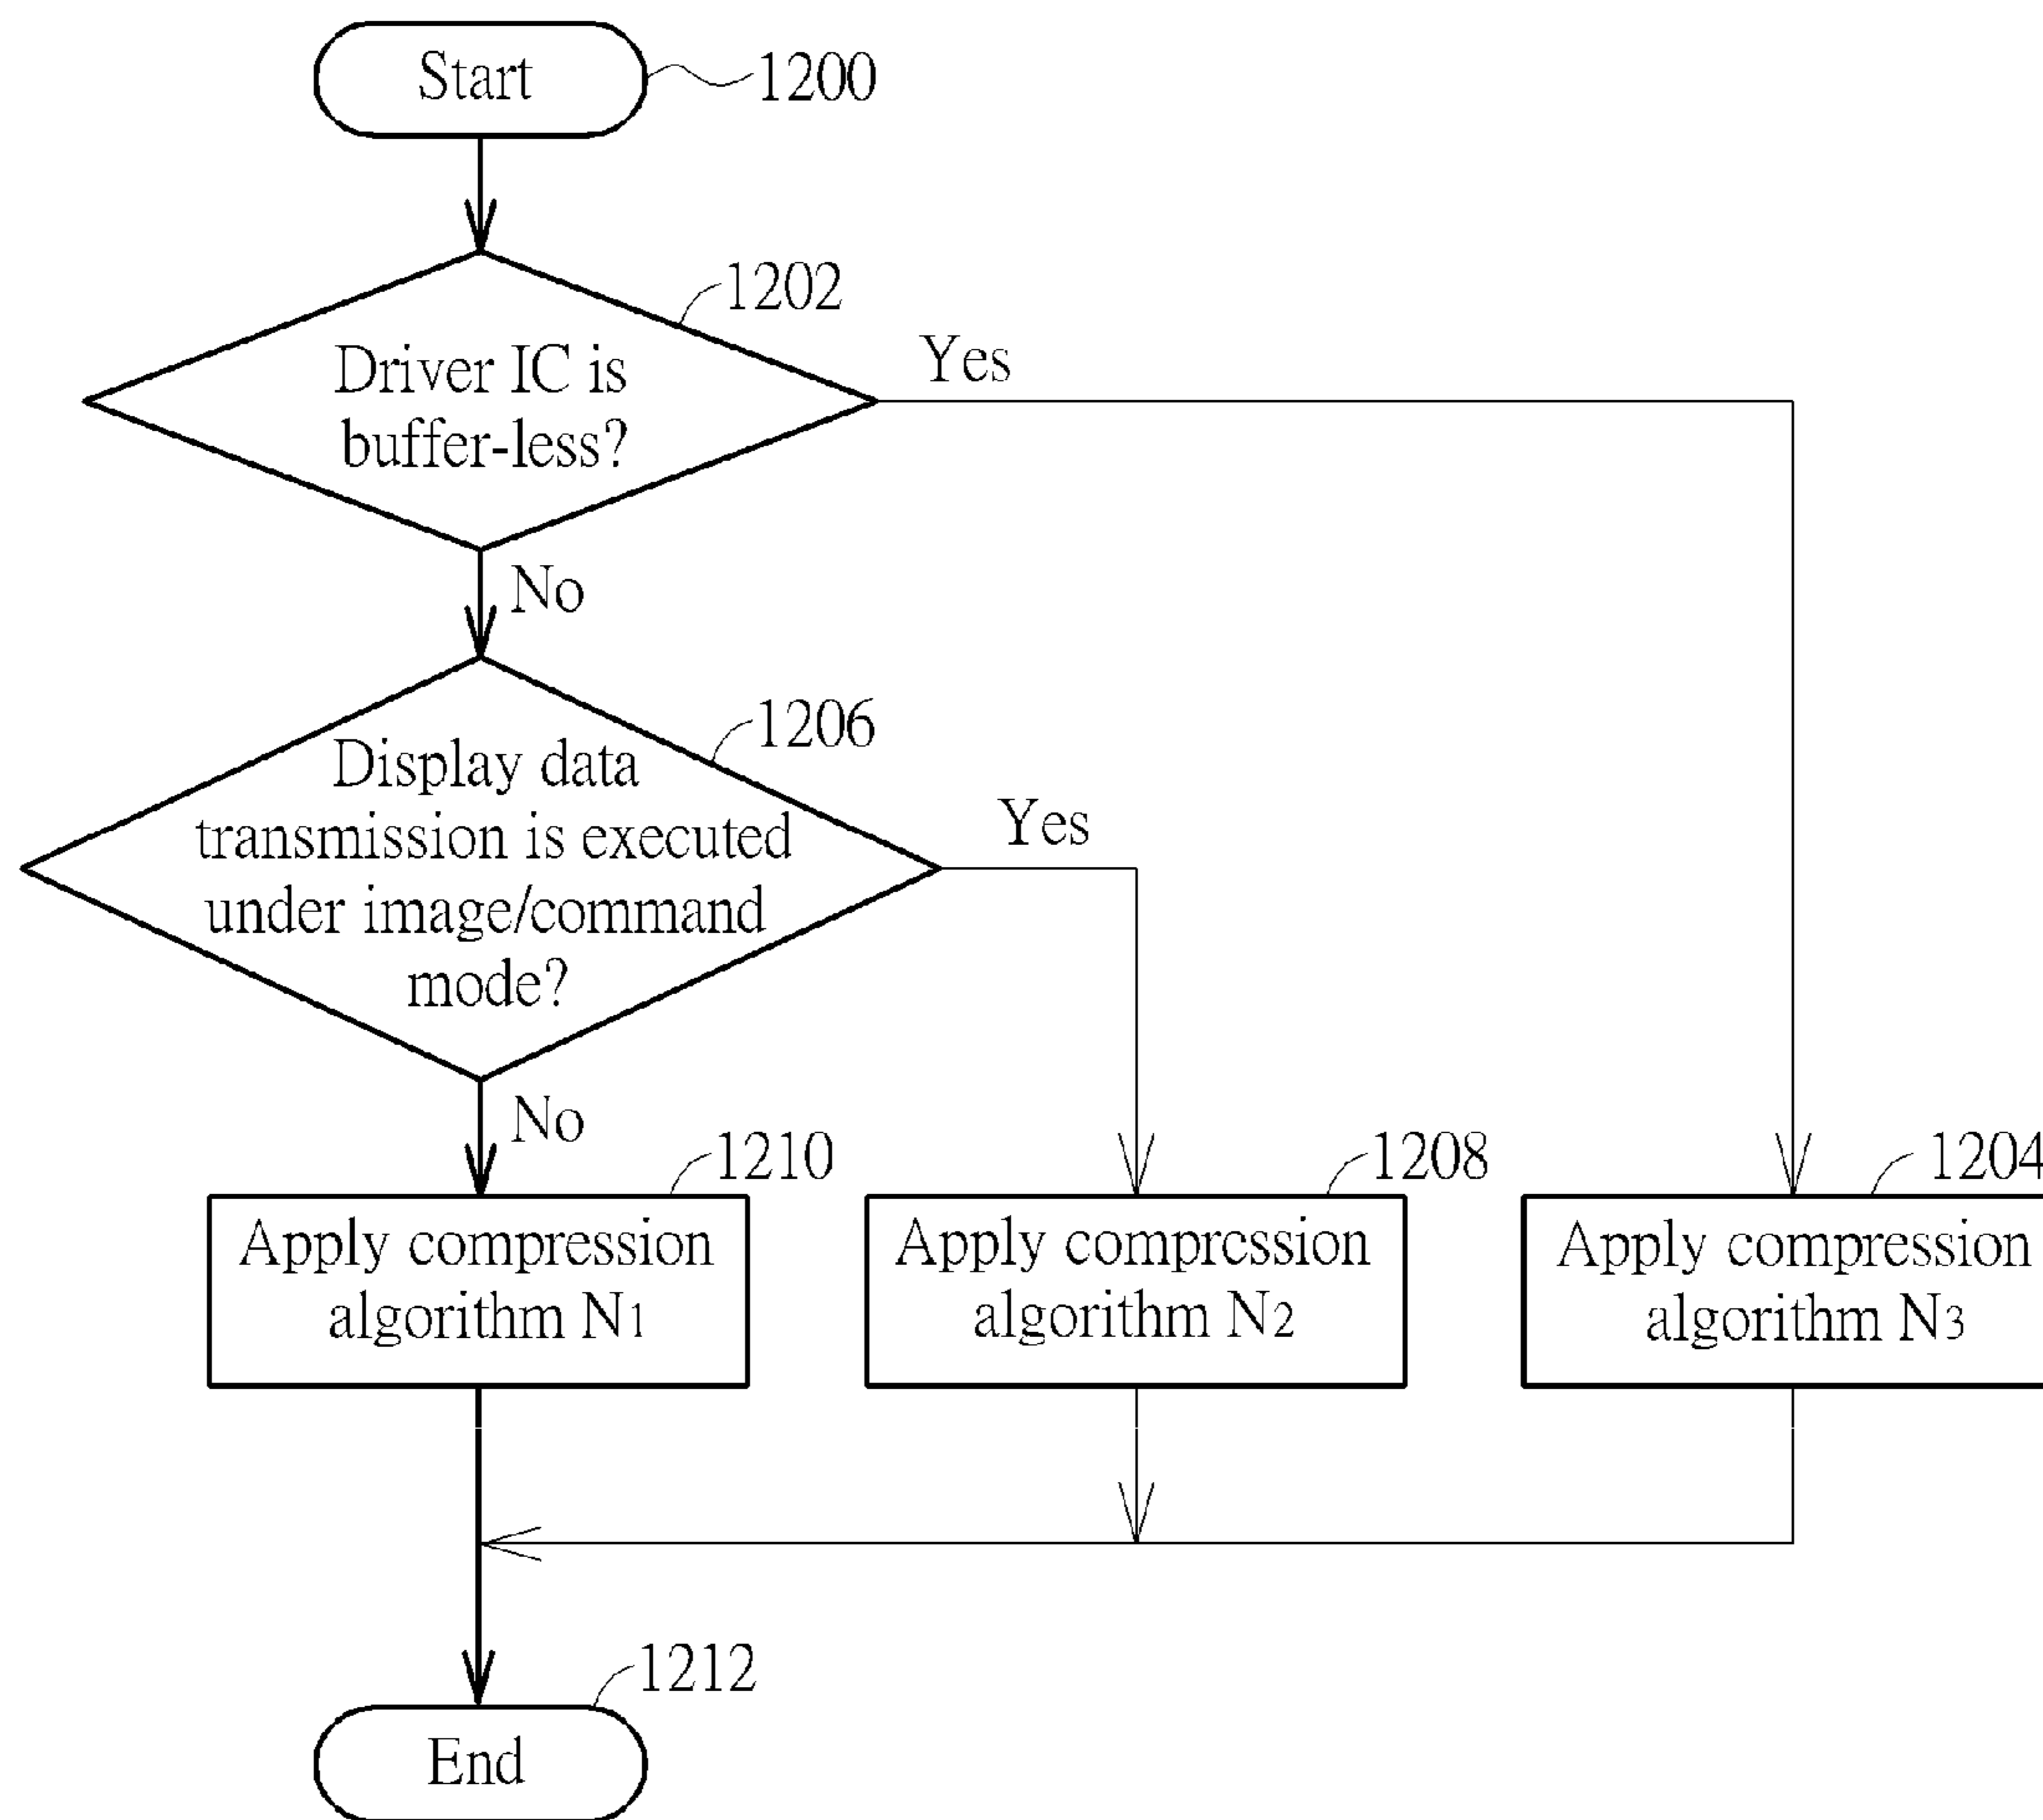 Start
1200
1202
Driver IC is
buffer-less?
Yes
No
1206
Display data
transmission is executed
under image/command
mode?
Yes
No
1210
1208
1204
Apply compression
algorithm N1
Apply compression
algorithm N2
Apply compression
algorithm N3
1212
End